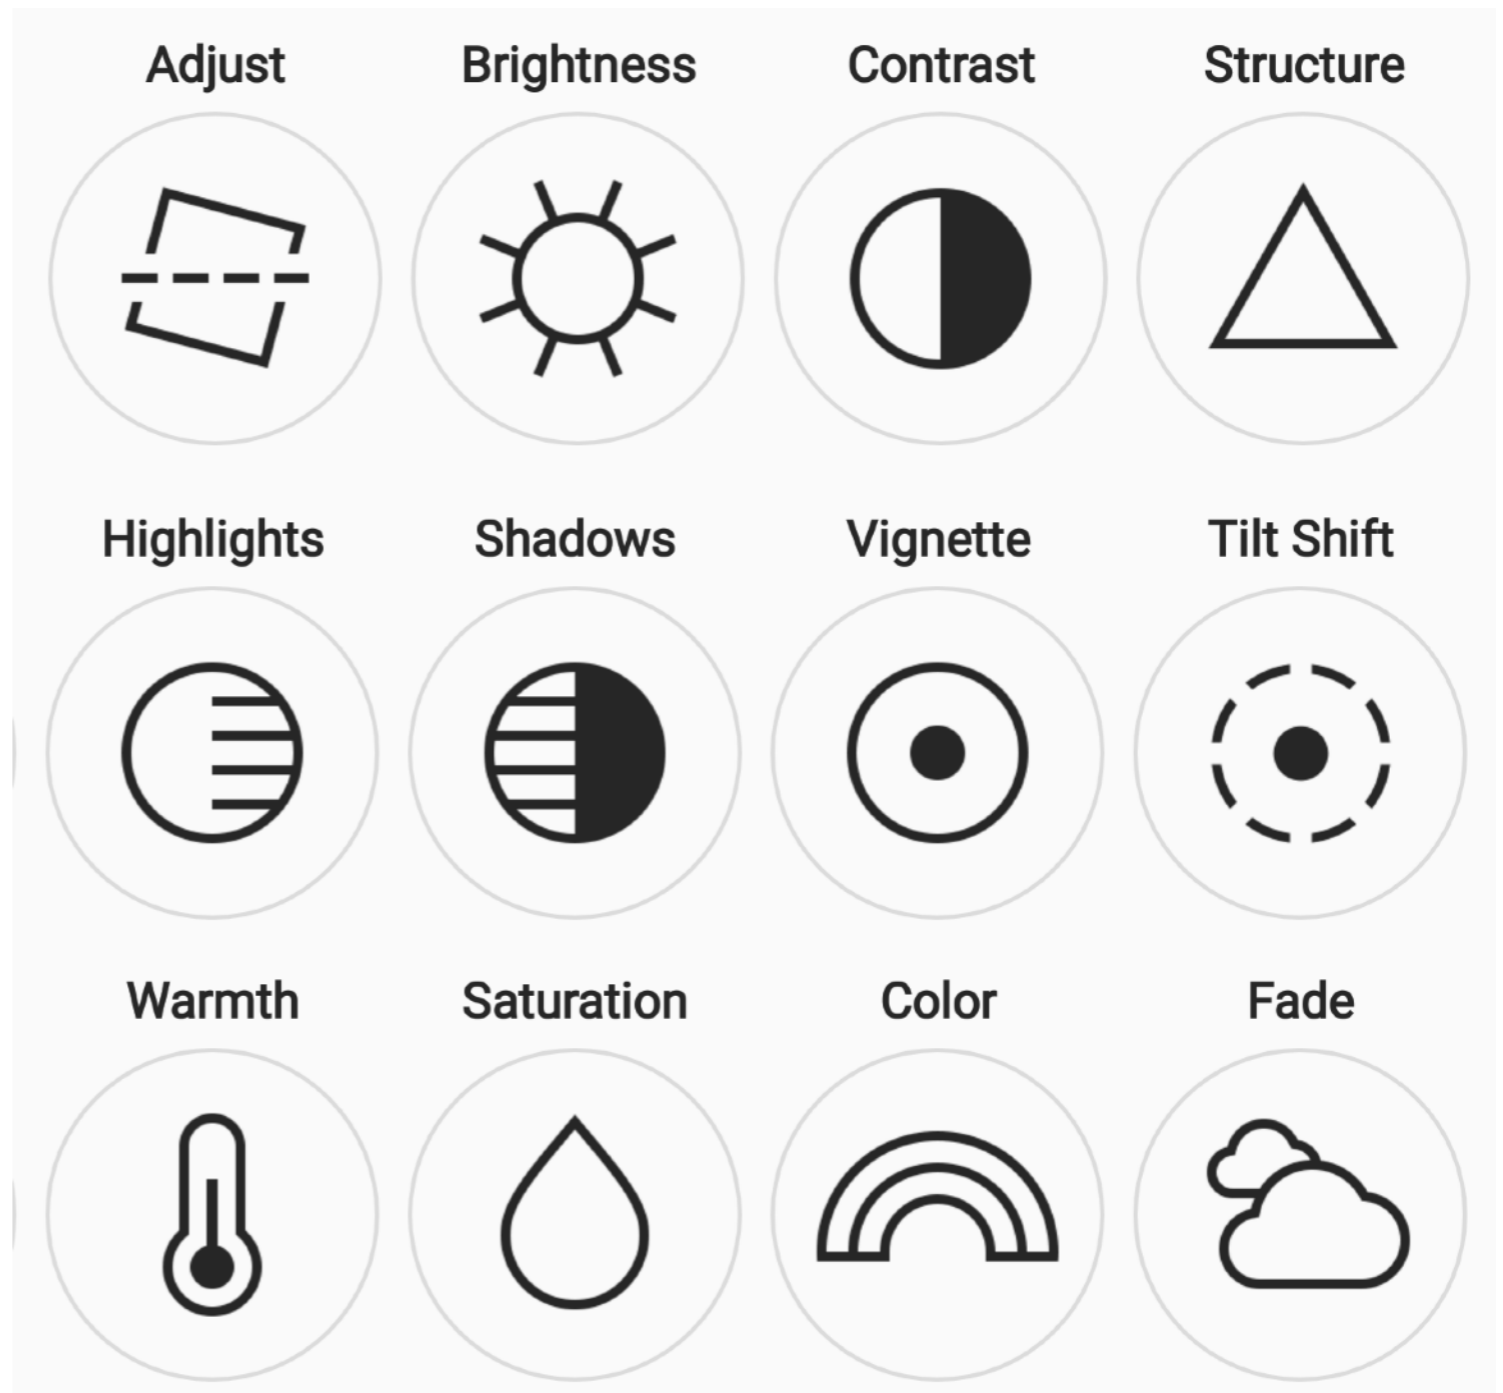 Adjust Brightness Contrast Structure
Highlights Shadows Vignette Tilt Shift
Warmth Saturation Color Fade